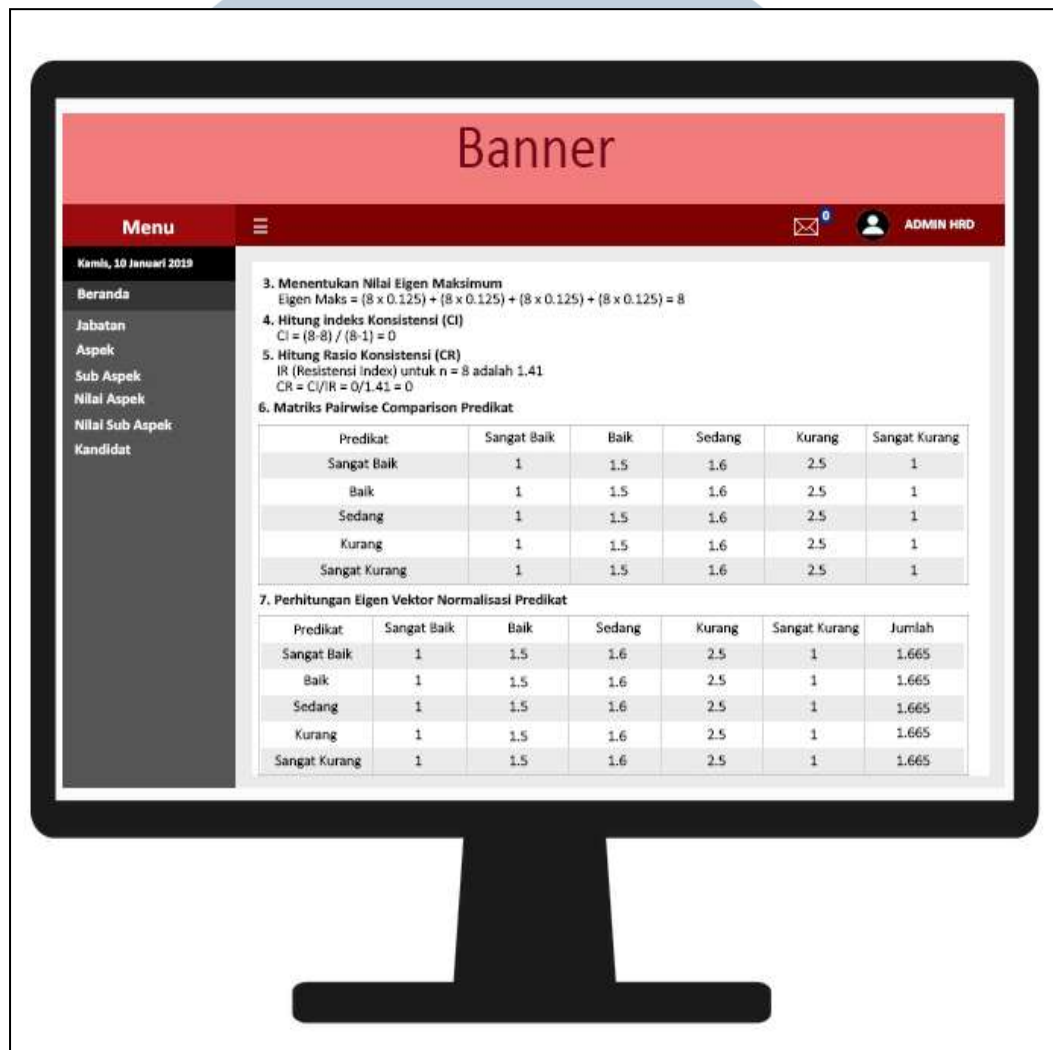 Banner
Menu
0
ADMIN HRD
Kamis, 10 Januari 2019
Beranda
Jabatan
Aspek
Sub Aspek
Nilai Aspek
Nilai Sub Aspek
Kandidat
3. Menentukan Nilai Eigen Maksimum
Eigen Maks = (8 x 0.125) + (8 x 0.125) + (8 x 0.125) + (8 x 0.125) = 8
4. Hitung indeks Konsistensi (CI)
CI = (8-8) / (8-1) = 0
5. Hitung Rasio Konsistensi (CR)
IR (Resistensi Index) untuk n = 8 adalah 1.41
CR = CI/IR = 0/1.41 = 0
6. Matriks Pairwise Comparison Predikat
Predikat Sangat Baik Baik Sedang Kurang Sangat Kurang
Sangat Baik 1 1.5 1.6 2.5 1
Baik 1 1.5 1.6 2.5 1
Sedang 1 1.5 1.6 2.5 1
Kurang 1 1.5 1.6 2.5 1
Sangat Kurang 1 1.5 1.6 2.5 1
7. Perhitungan Eigen Vektor Normalisasi Predikat
Predikat Sangat Baik Baik Sedang Kurang Sangat Kurang Jumlah
Sangat Baik 1 1.5 1.6 2.5 1 1.665
Baik 1 1.5 1.6 2.5 1 1.665
Sedang 1 1.5 1.6 2.5 1 1.665
Kurang 1 1.5 1.6 2.5 1 1.665
Sangat Kurang 1 1.5 1.6 2.5 1 1.665